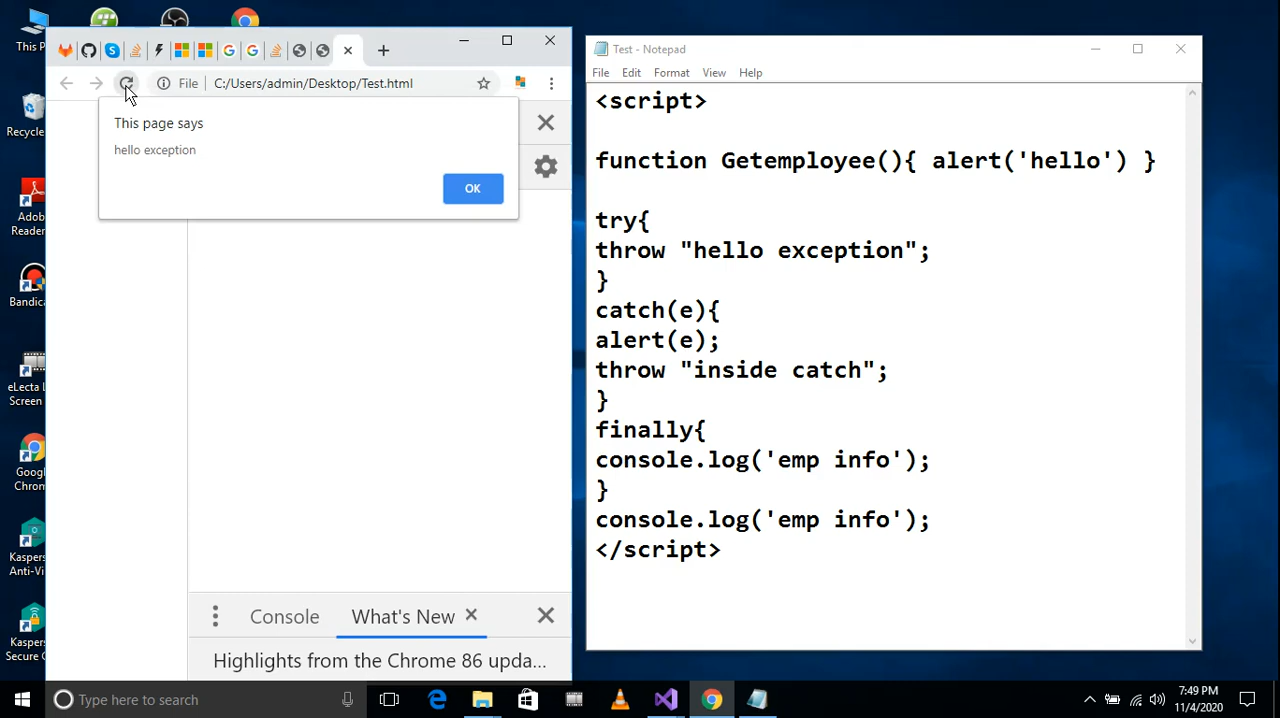 This P
Recycle
Adob
Reader
Bandica
eLecta L
Screen
Googl
Chrom
Kaspers
Anti-Vi
Kaspers
Secure C
File C:/Users/admin/Desktop/Test.html
This page says
hello exception
OK
Console What's New
Highlights from the Chrome 86 upda...
Test - Notepad
File Edit Format View Help
<script>
function Getemployee(){ alert('hello') }
try{
throw "hello exception";
}
catch(e){
alert(e);
throw "inside catch";
}
finally{
console.log('emp info');
}
console.log('emp info');
</script>
Type here to search
7:49 PM
11/4/2020